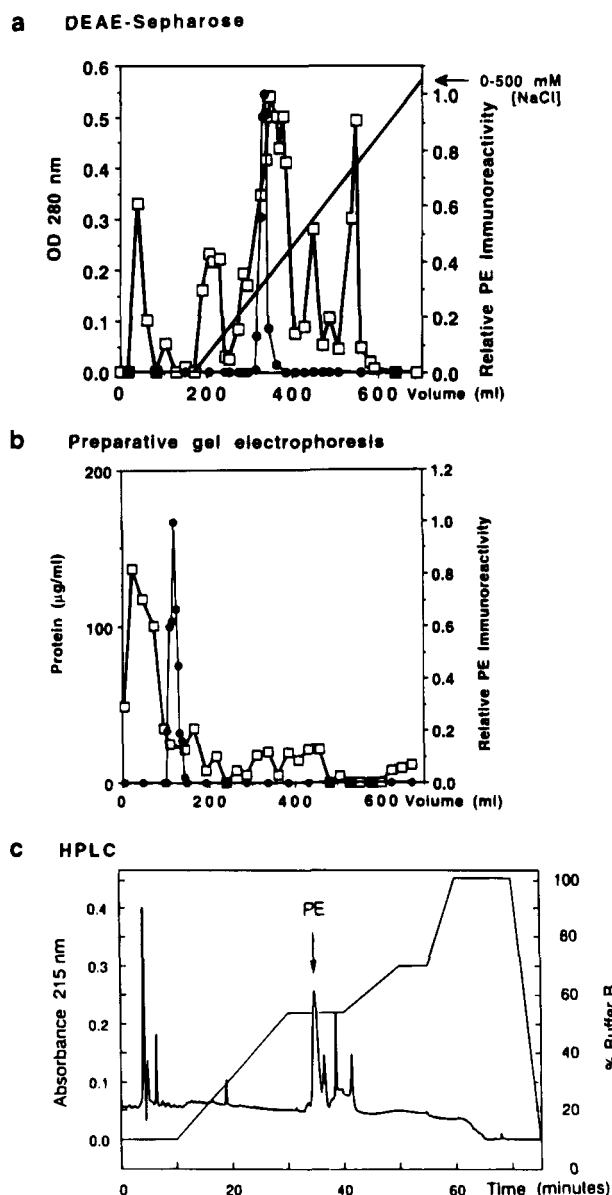 a DEAE-Sepharose
0-500 mM
[NaCl]
OD 280 nm
0.6
0.5
0.4
0.3
0.2
0.1
0.0
Relative PE Immunoreactivity
1.0
0.8
0.6
0.4
0.2
0.0
0 200 400 600 Volume (ml)
b Preparative gel electrophoresis
Protein (µg/ml)
200
100
0
Relative PE Immunoreactivity
1.2
1.0
0.8
0.6
0.4
0.2
0.0
0 200 400 600 Volume (ml)
c HPLC
PE
Absorbance 215 nm
0.4
0.3
0.2
0.1
0.0
% Buffer B
100
80
60
40
20
0
0 20 40 60 Time (minutes)